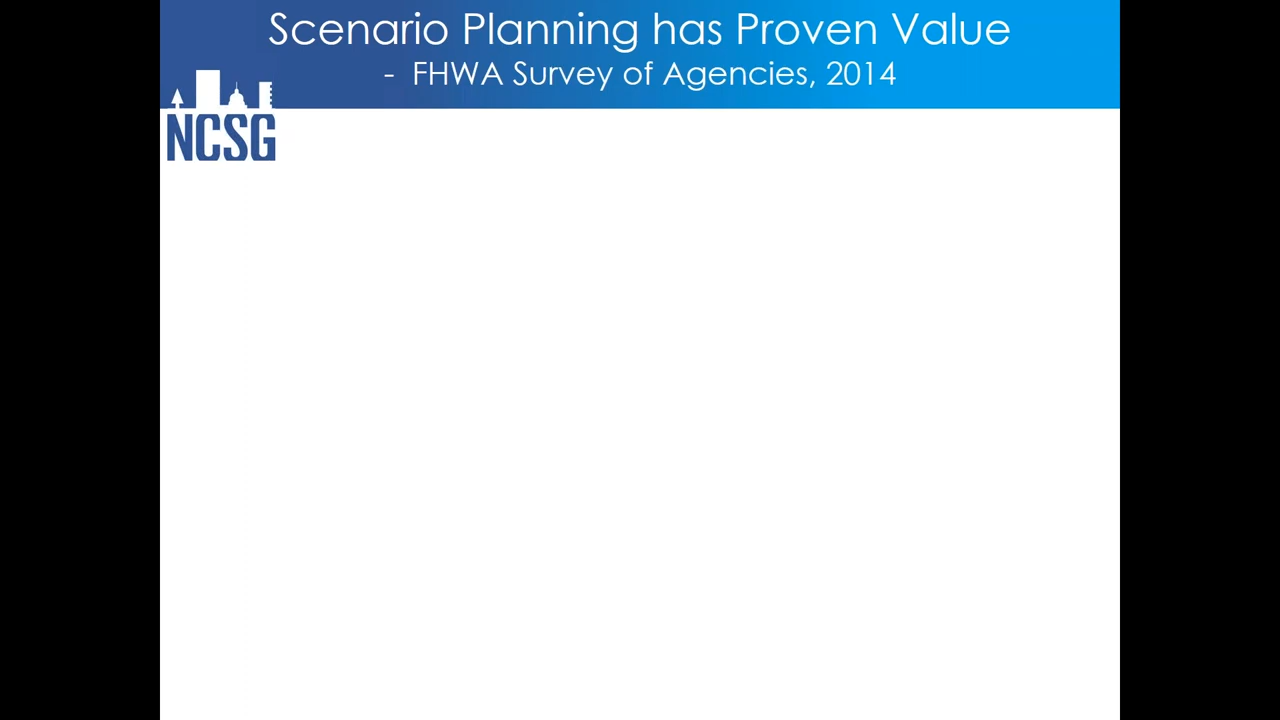 Scenario Planning has Proven Value
- FHWA Survey of Agencies, 2014
NCSG